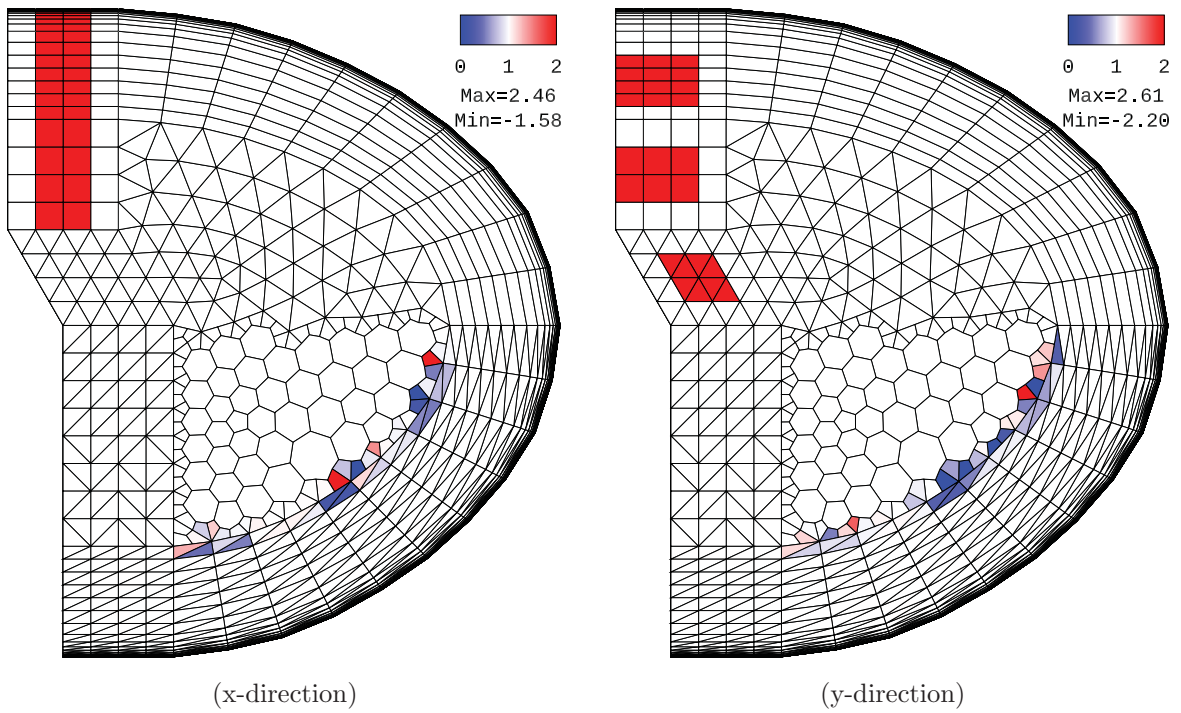 0 1 2
Max=2.46
Min=-1.58
0 1 2
Max=2.61
Min=-2.20
(x-direction)
(y-direction)